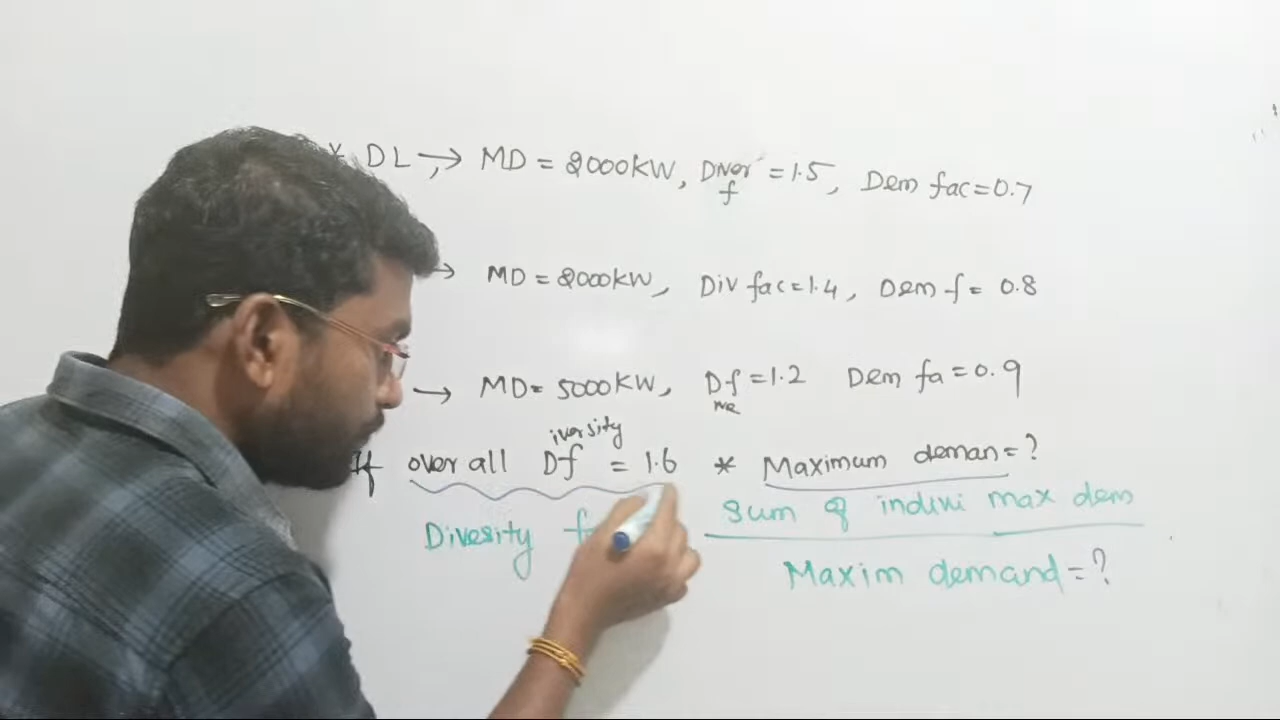 * DL → MD = 2000KW, Diver f = 1.5, Dem fac = 0.7
→ MD = 2000KW, Div fac = 1.4, Dem f = 0.8
→ MD = 5000KW, Df = 1.2 Dem fa = 0.9
If over all Diversity f = 1.6 * Maximum deman = ?
Divesity f sum of indivi max dem
Maxim demand = ?